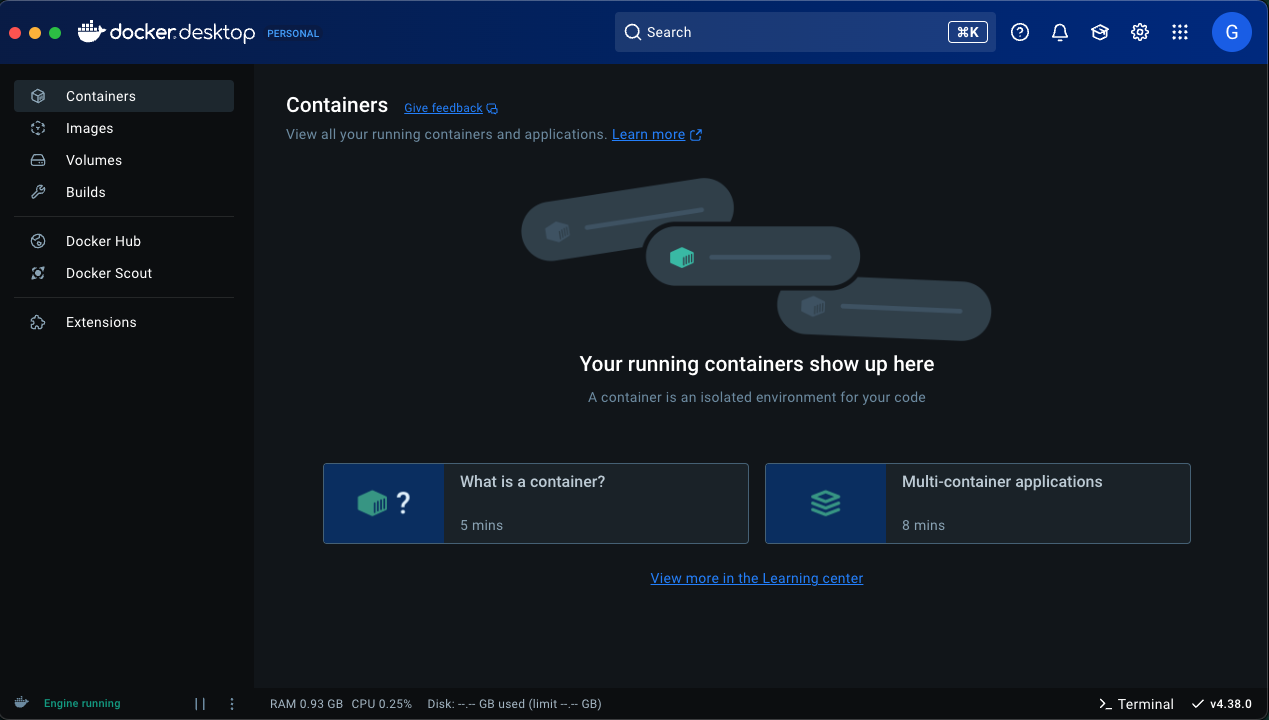 docker.desktop PERSONAL
Search ⌘K
G
Containers
Images
Volumes
Builds
Docker Hub
Docker Scout
Extensions
Containers Give feedback
View all your running containers and applications. Learn more
Your running containers show up here
A container is an isolated environment for your code
?
What is a container?
5 mins
Multi-container applications
8 mins
View more in the Learning center
Engine running
RAM 0.93 GB CPU 0.25% Disk: --.-- GB used (limit --.-- GB)
>_ Terminal
v4.38.0